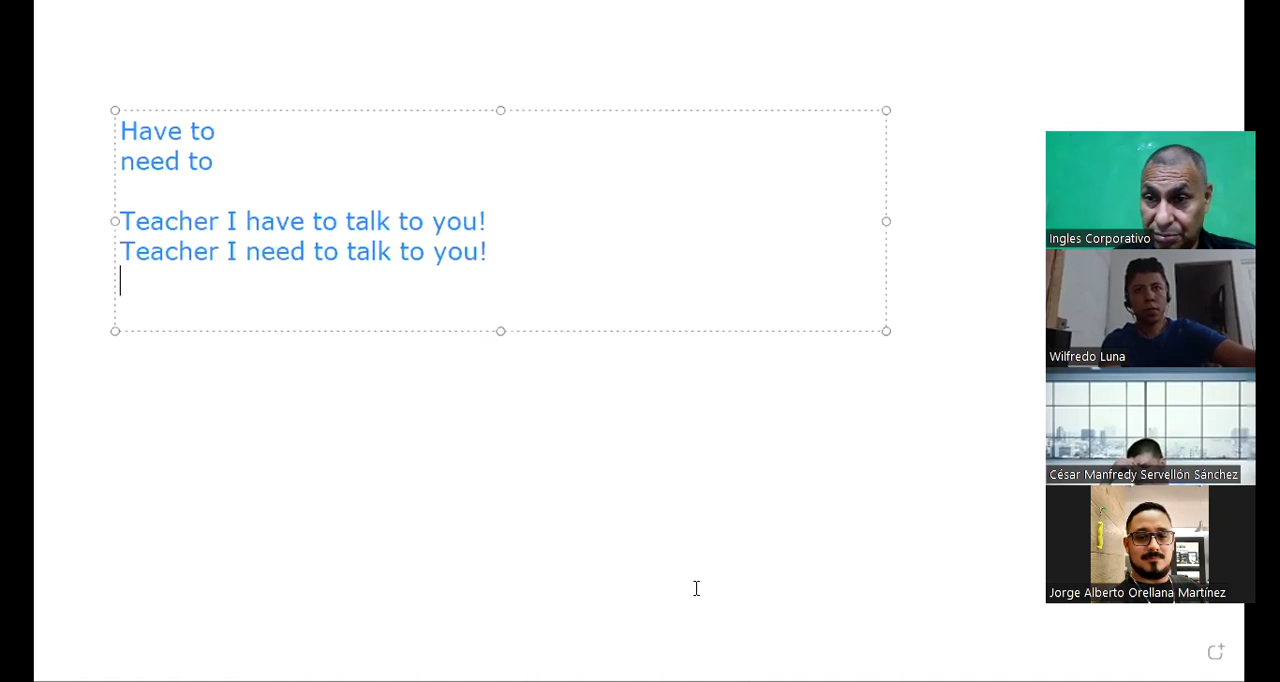 Have to
need to
Teacher I have to talk to you!
Teacher I need to talk to you!
Ingles Corporativo
Wilfredo Luna
César Manfredy Servellón Sánchez
Jorge Alberto Orellana Martínez